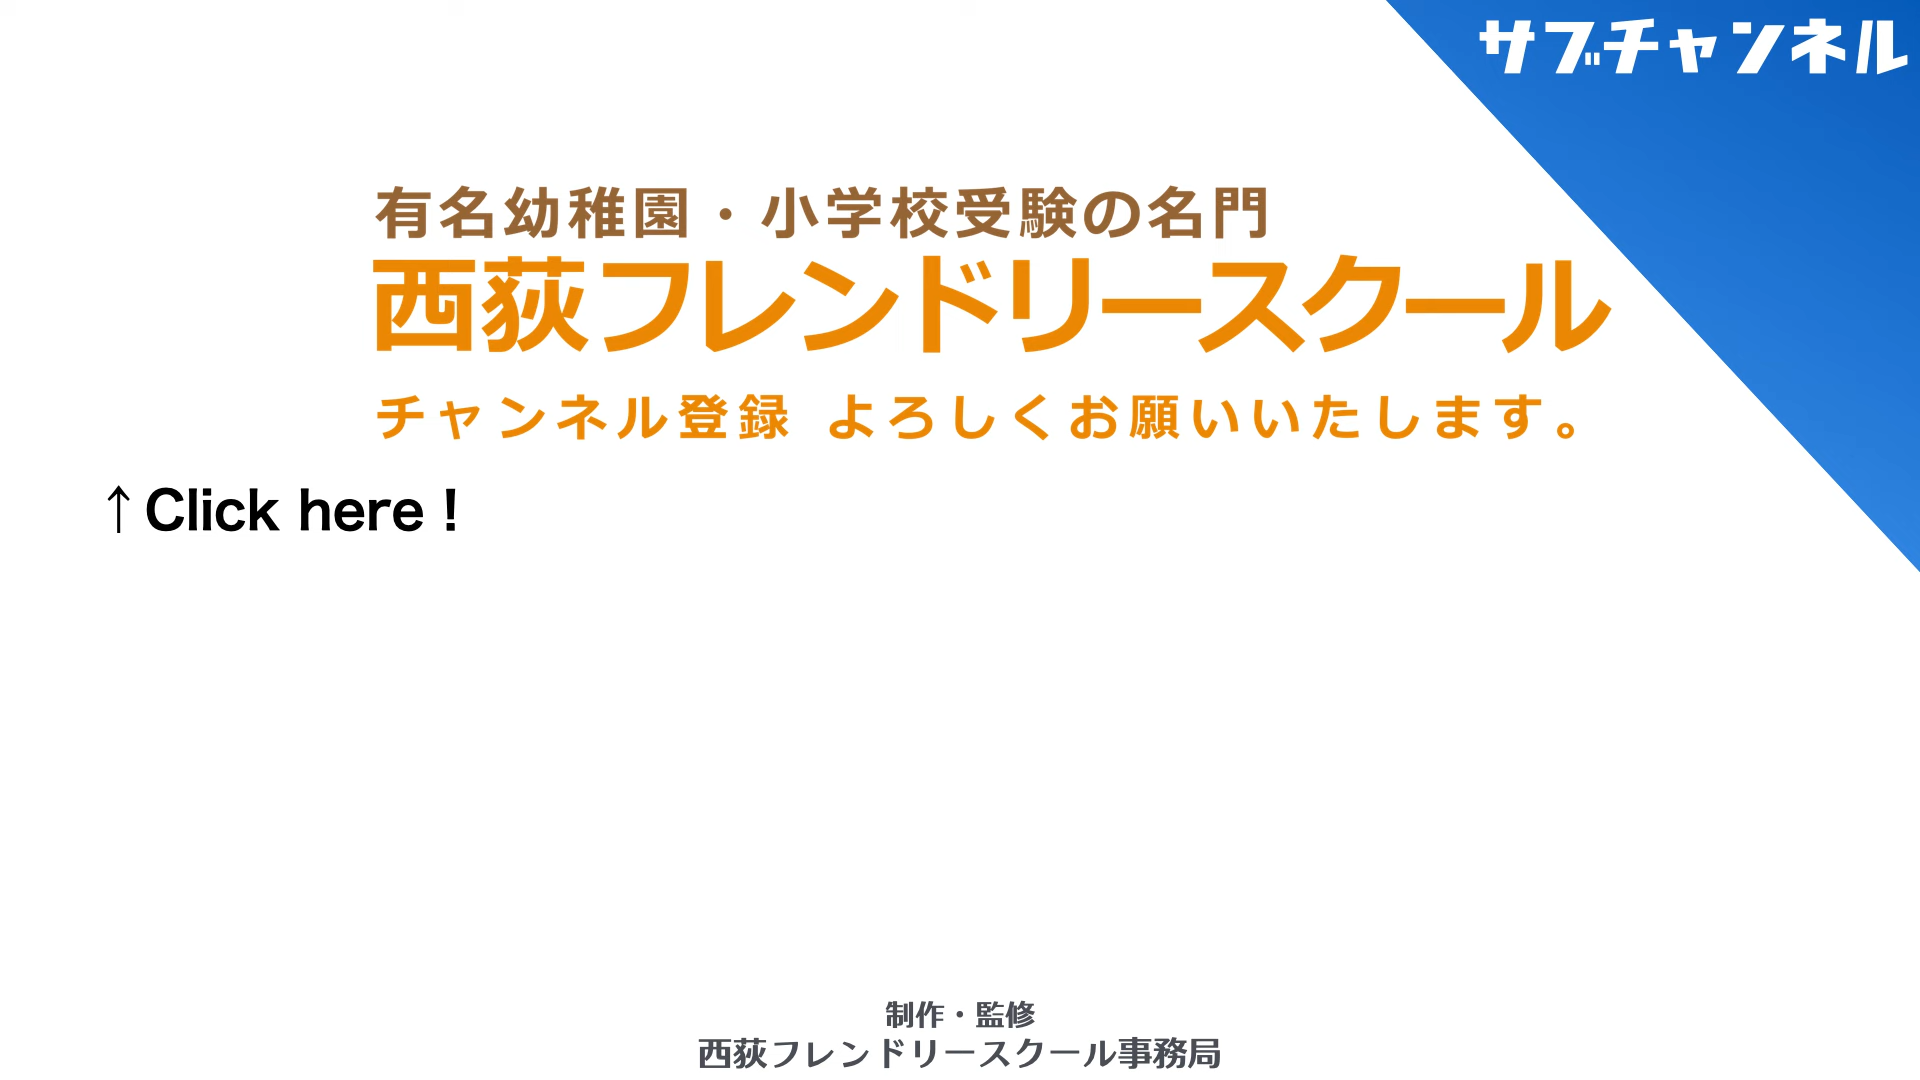 サブチャンネル
有名幼稚園・小学校受験の名門
西荻フレンドリースクール
チャンネル登録 よろしくお願いいたします。
↑Click here !
制作・監修
西荻フレンドリースクール事務局